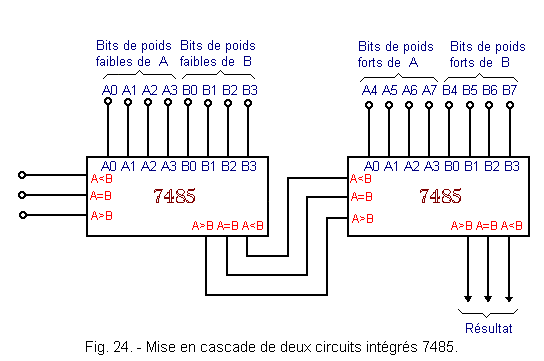 Bits de poids faibles de A
Bits de poids faibles de B
Bits de poids forts de A
Bits de poids forts de B
A0 A1 A2 A3 B0 B1 B2 B3
A4 A5 A6 A7 B4 B5 B6 B7
A0 A1 A2 A3 B0 B1 B2 B3
A0 A1 A2 A3 B0 B1 B2 B3
A<B
A=B
A>B
7485
A>B A=B A<B
A<B
A=B
A>B
7485
A>B A=B A<B
Résultat
Fig. 24. - Mise en cascade de deux circuits intégrés 7485.